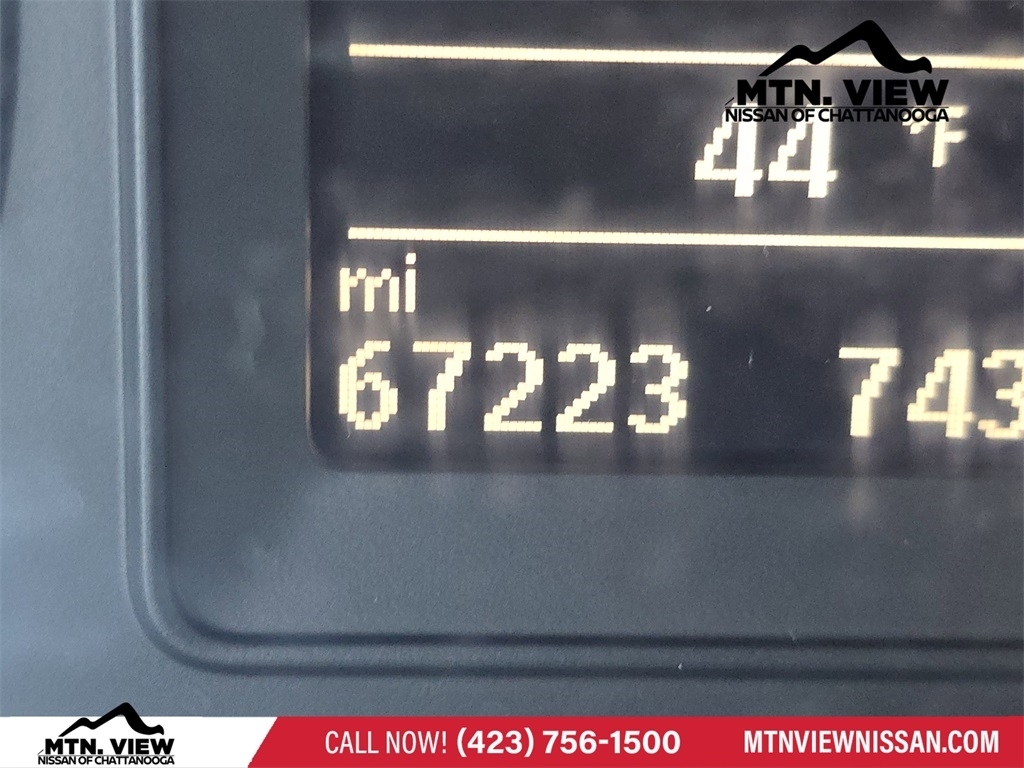 MTN. VIEW
NISSAN OF CHATTANOOGA
44 °F
mi
67223 743
MTN. VIEW
NISSAN OF CHATTANOOGA
CALL NOW! (423) 756-1500
MTNVIEWNISSAN.COM